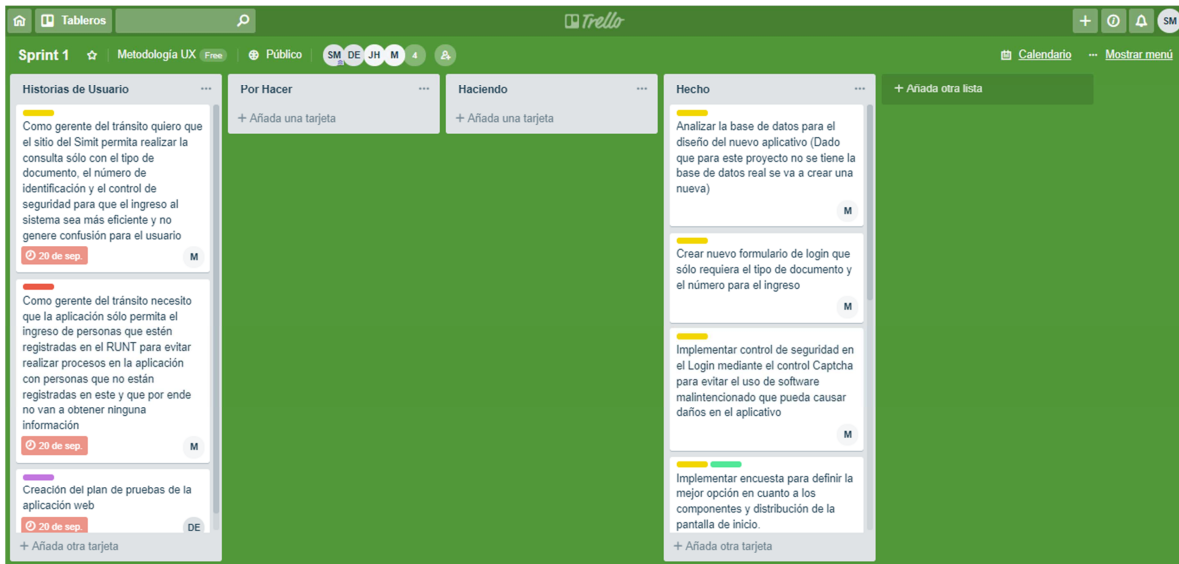 Tableros
Trello
SM
Sprint 1
Metodología UX Free
Público
SM DE JH M 4
Calendario
Mostrar menú
Historias de Usuario
Como gerente del tránsito quiero que
el sitio del Simit permita realizar la
consulta sólo con el tipo de
documento, el número de
identificación y el control de
seguridad para que el ingreso al
sistema sea más eficiente y no
genere confusión para el usuario
20 de sep.
M
Como gerente del tránsito necesito
que la aplicación sólo permita el
ingreso de personas que estén
registradas en el RUNT para evitar
realizar procesos en la aplicación
con personas que no están
registradas en este y que por ende
no van a obtener ninguna
información
20 de sep.
M
Creación del plan de pruebas de la
aplicación web
20 de sep.
DE
+ Añada otra tarjeta
Por Hacer
+ Añada una tarjeta
Haciendo
+ Añada una tarjeta
Hecho
Analizar la base de datos para el
diseño del nuevo aplicativo (Dado
que para este proyecto no se tiene la
base de datos real se va a crear una
nueva)
M
Crear nuevo formulario de login que
sólo requiera el tipo de documento y
el número para el ingreso
M
Implementar control de seguridad en
el Login mediante el control Captcha
para evitar el uso de software
malintencionado que pueda causar
daños en el aplicativo
M
Implementar encuesta para definir la
mejor opción en cuanto a los
componentes y distribución de la
pantalla de inicio.
+ Añada otra tarjeta
+ Añada otra lista